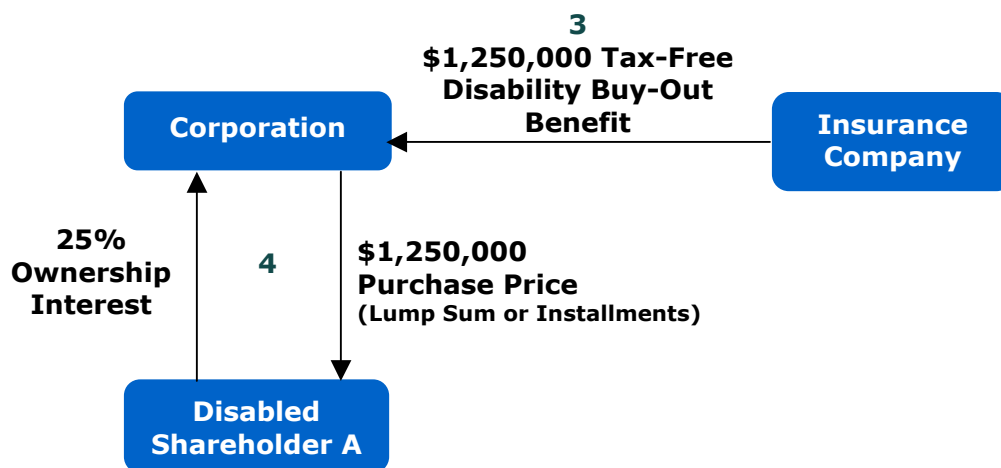 3
$1,250,000 Tax-Free
Disability Buy-Out
Benefit
Corporation
Insurance
Company
25%
Ownership
Interest
4
$1,250,000
Purchase Price
(Lump Sum or Installments)
Disabled
Shareholder A